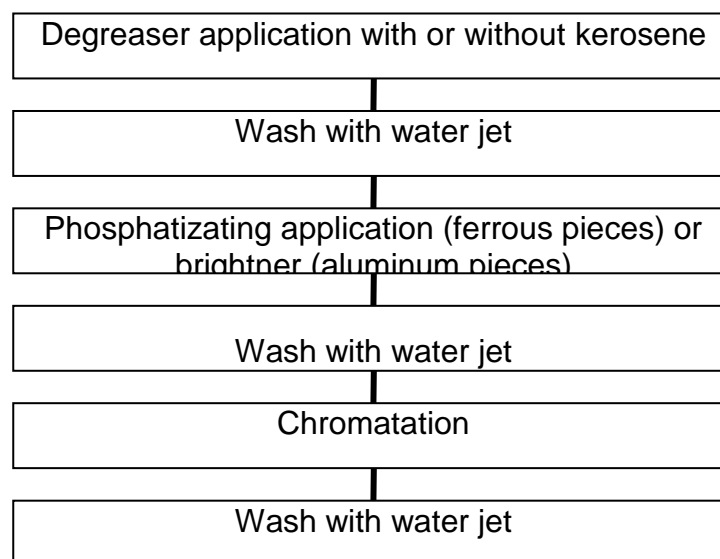 Degreaser application with or without kerosene
Wash with water jet
Phosphatizating application (ferrous pieces) or
brightner (aluminum pieces)
Wash with water jet
Chromatation
Wash with water jet